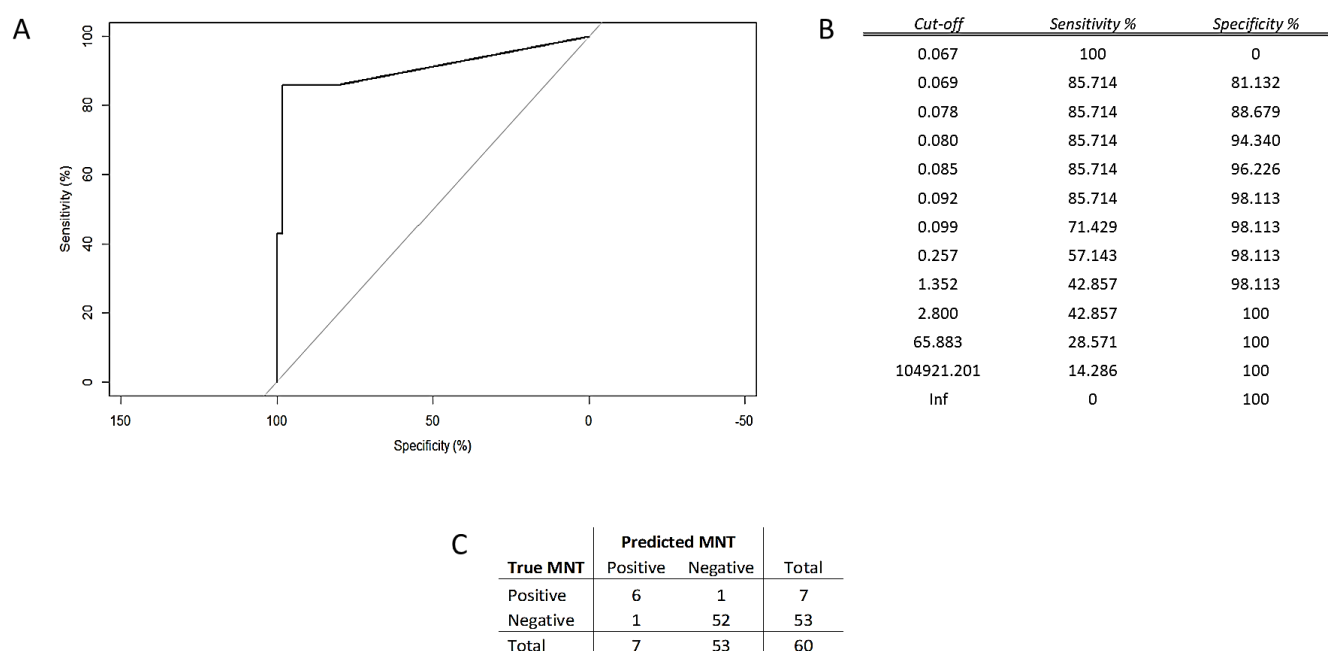 A
100
80
60
40
20
0
Sensitivity (%)
150 100 50 0 -50
Specificity (%)
B
Cut-off Sensitivity % Specificity %
0.067 100 0
0.069 85.714 81.132
0.078 85.714 88.679
0.080 85.714 94.340
0.085 85.714 96.226
0.092 85.714 98.113
0.099 71.429 98.113
0.257 57.143 98.113
1.352 42.857 98.113
2.800 42.857 100
65.883 28.571 100
104921.201 14.286 100
Inf 0 100
C
Predicted MNT
True MNT Positive Negative Total
Positive 6 1 7
Negative 1 52 53
Total 7 53 60